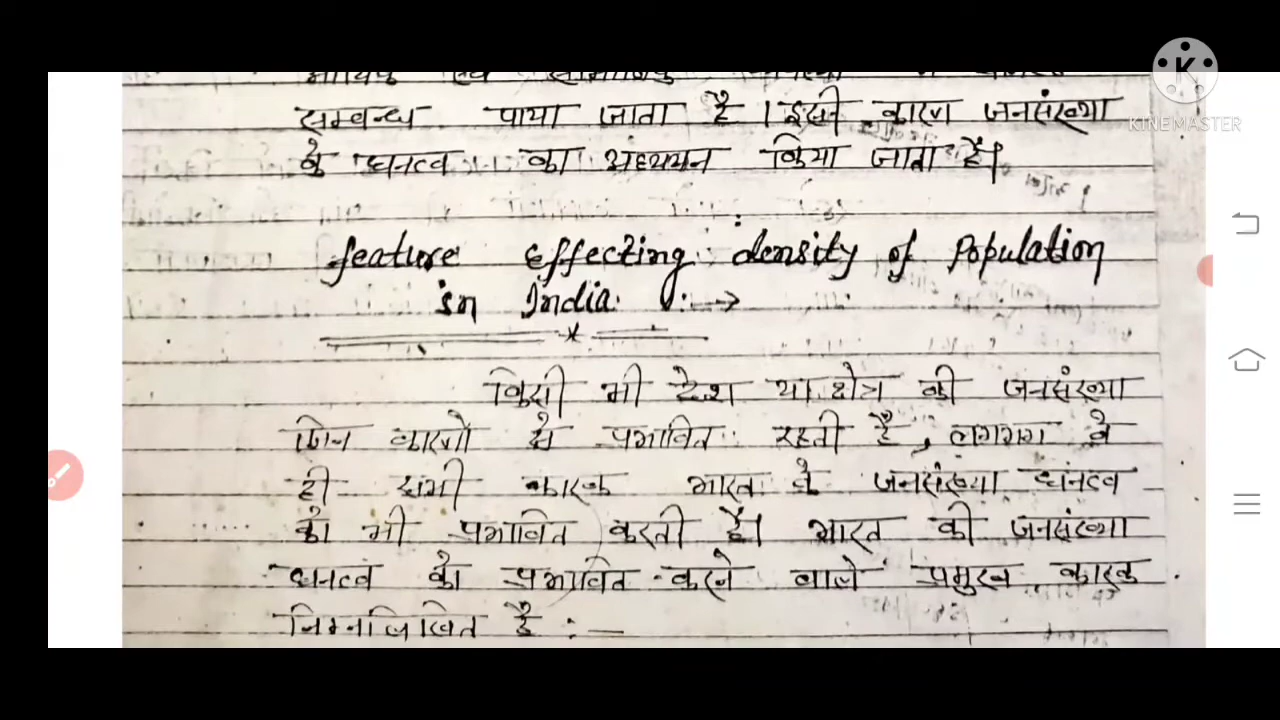 सम्बन्ध पाया जाता है। इसी कारण जनसंख्या
के घनत्व का अध्ययन किया जाता है।
feature effecting density of Population
in India :→
किसी भी देश या क्षेत्र की जनसंख्या
जिन कारणों से प्रभावित रहती है, लगभग वे
ही सभी कारक भारत के जनसंख्या घनत्व
को भी प्रभावित करती है। भारत की जनसंख्या
घनत्व को प्रभावित करने वाले प्रमुख कारक
निम्नलिखित है :—
K
KINEMASTER